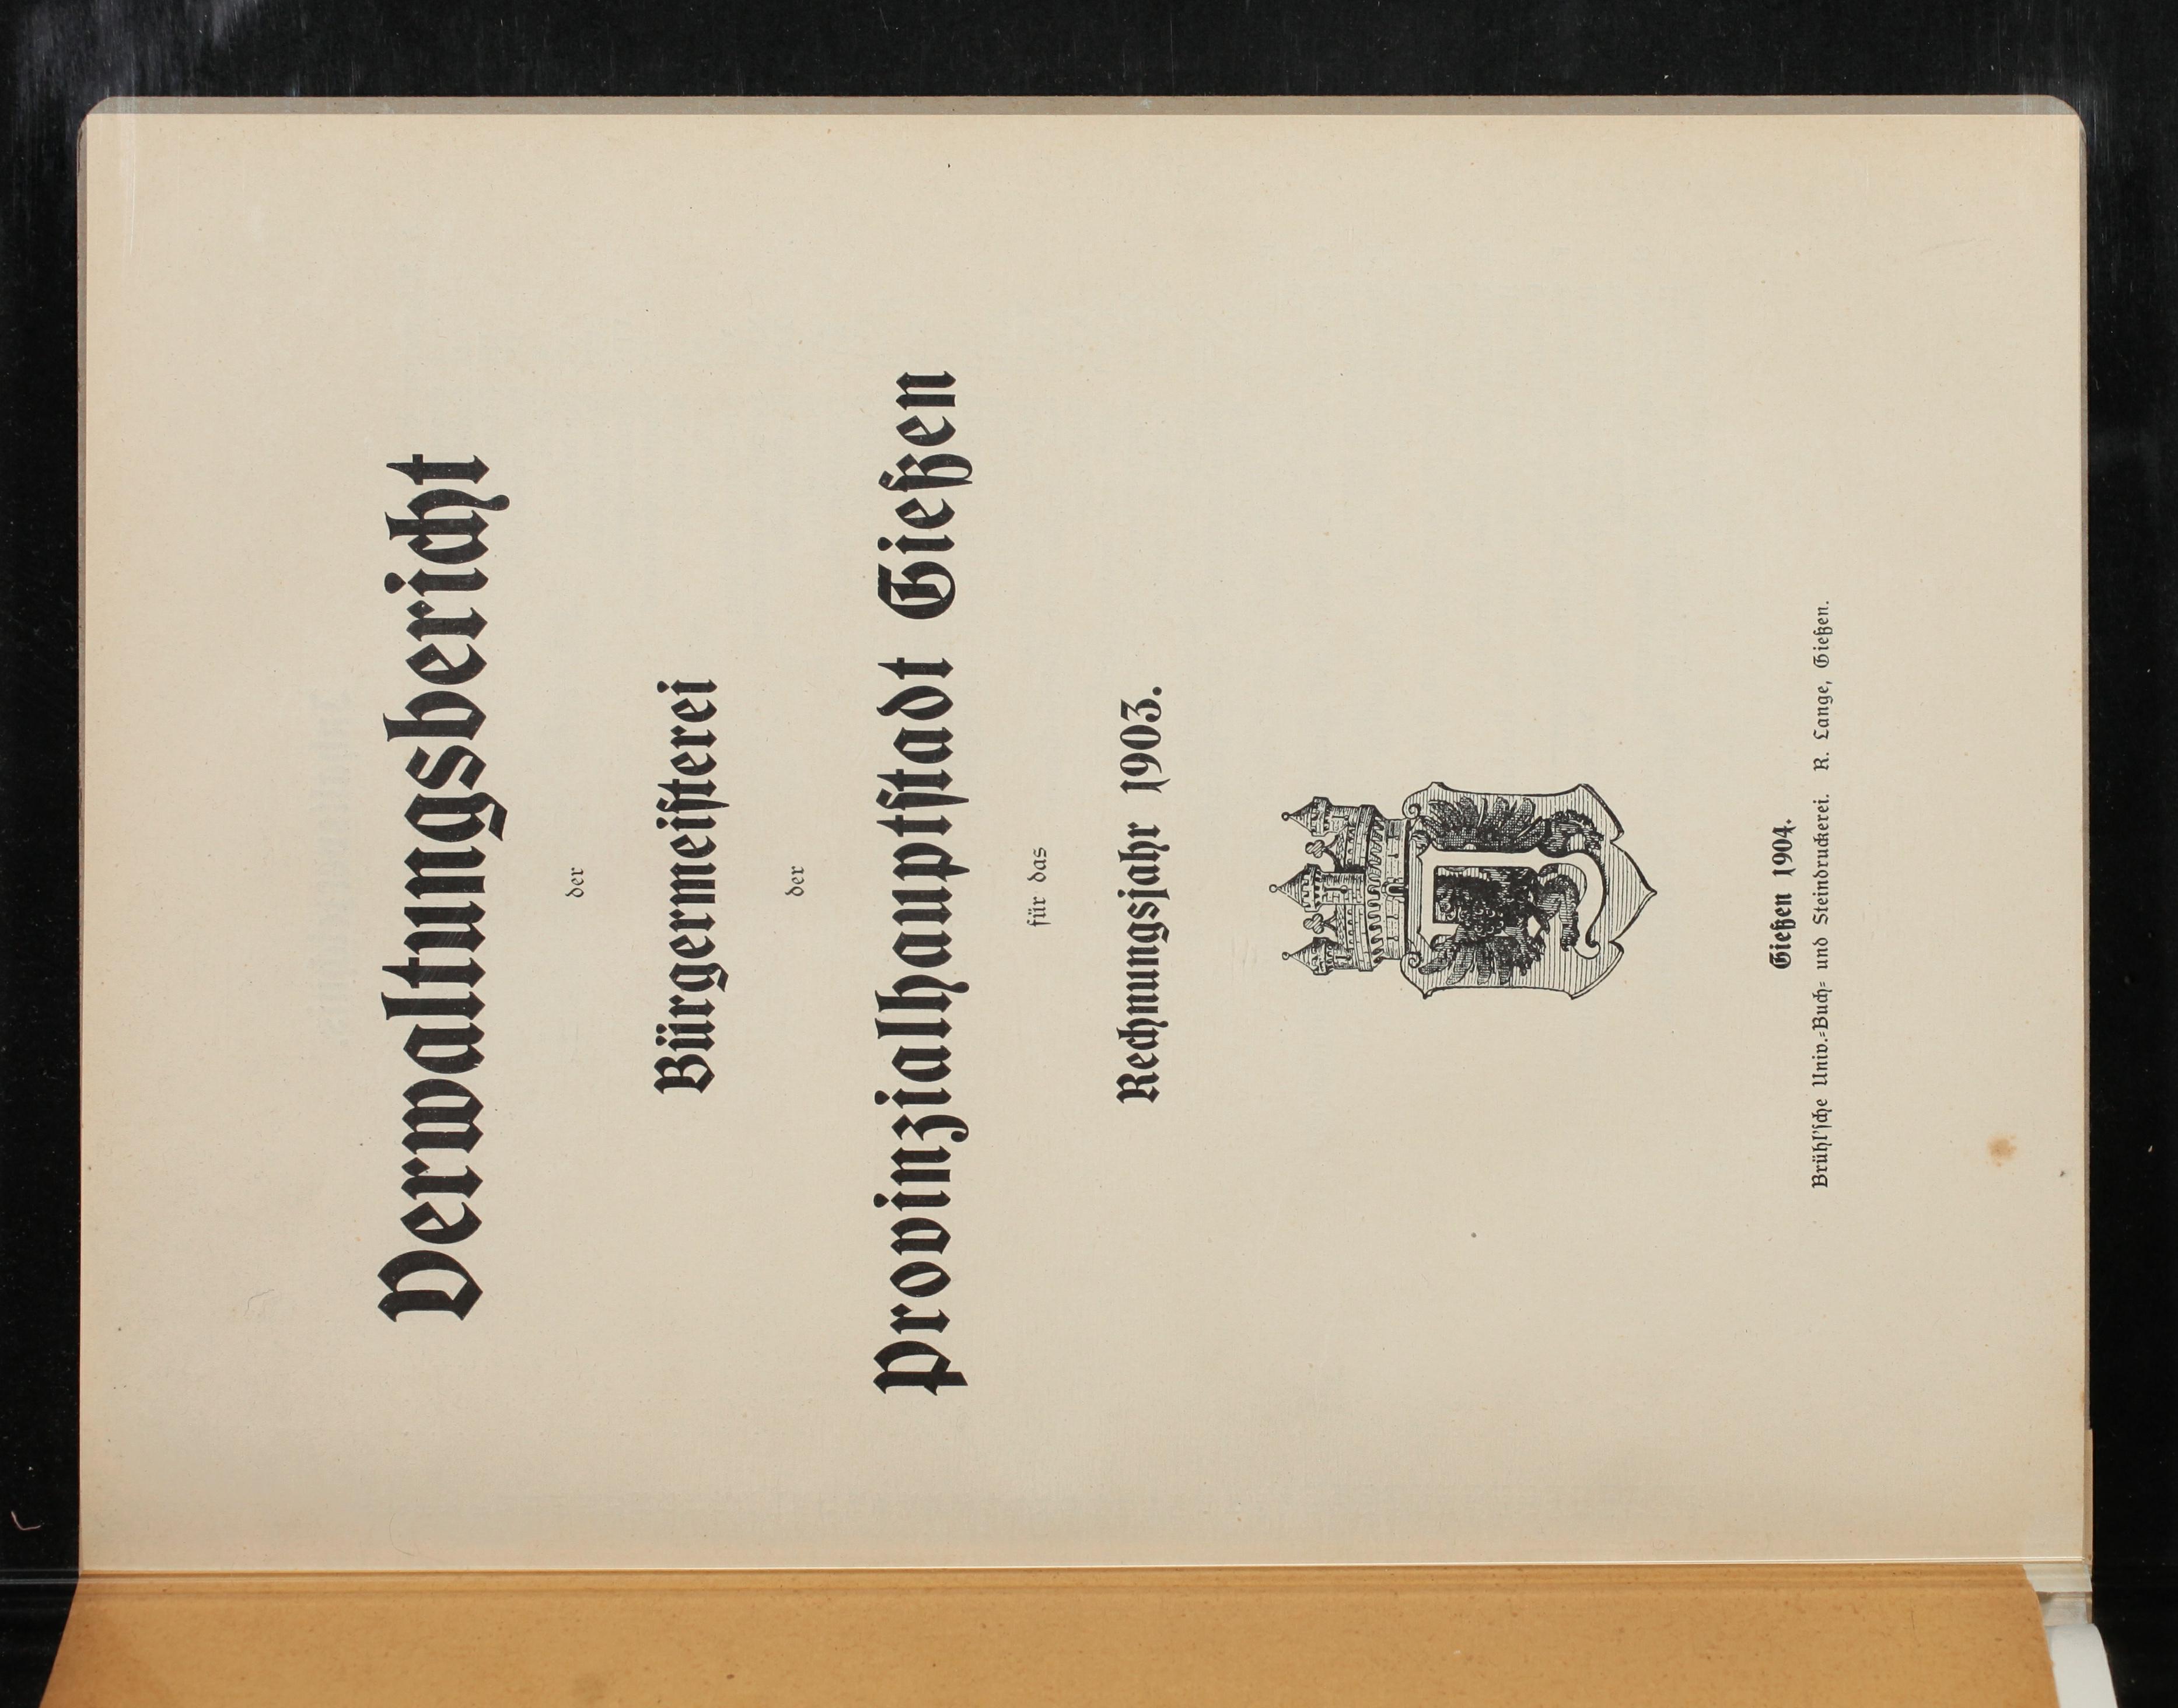 Verwaltungsbericht
der
Bürgermeisterei
der
Provinzialhauptstadt Gießen
für das
Rechnungsjahr 1903.
Gießen 1904.
Brühl'sche Univ.-Buch- und Steindruckerei. R. Lange, Gießen.